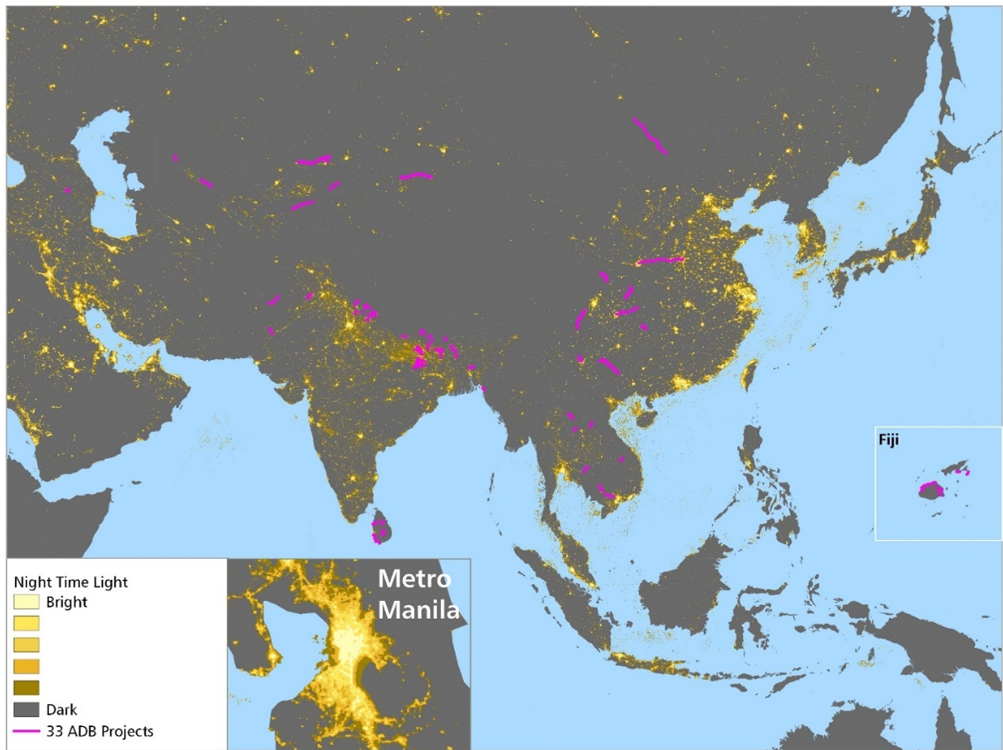 Fiji
Metro
Manila
Night Time Light
Bright
Dark
33 ADB Projects